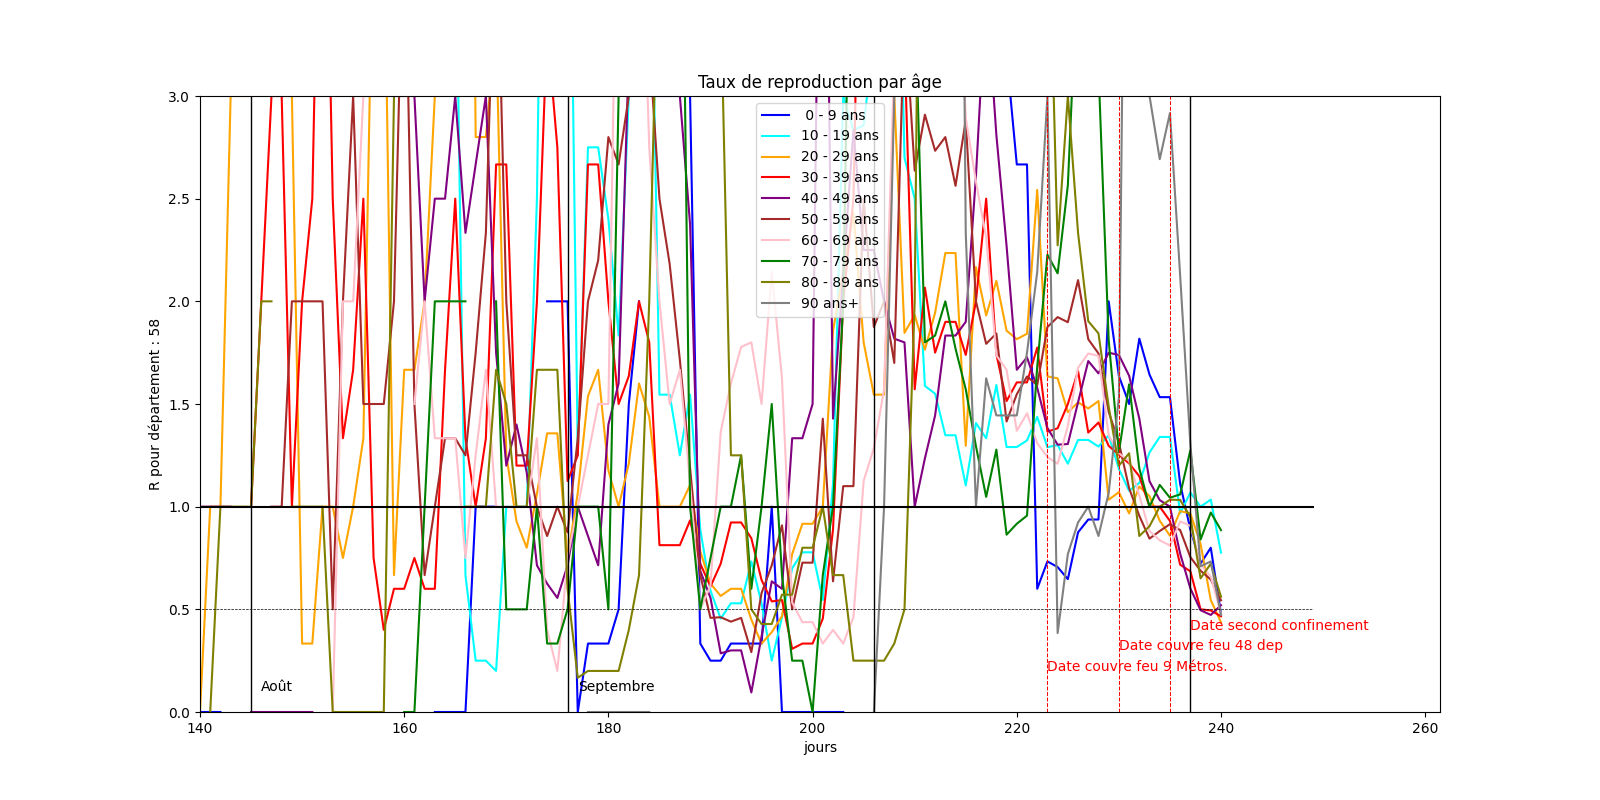 Taux de reproduction par âge
R pour département : 58
3.0
2.5
2.0
1.5
1.0
0.5
0.0
0 - 9 ans
10 - 19 ans
20 - 29 ans
30 - 39 ans
40 - 49 ans
50 - 59 ans
60 - 69 ans
70 - 79 ans
80 - 89 ans
90 ans+
Date second confinement
Date couvre feu 48 dep
Date couvre feu 9 Métros.
Août
Septembre
140
160
180
200
220
240
260
jours